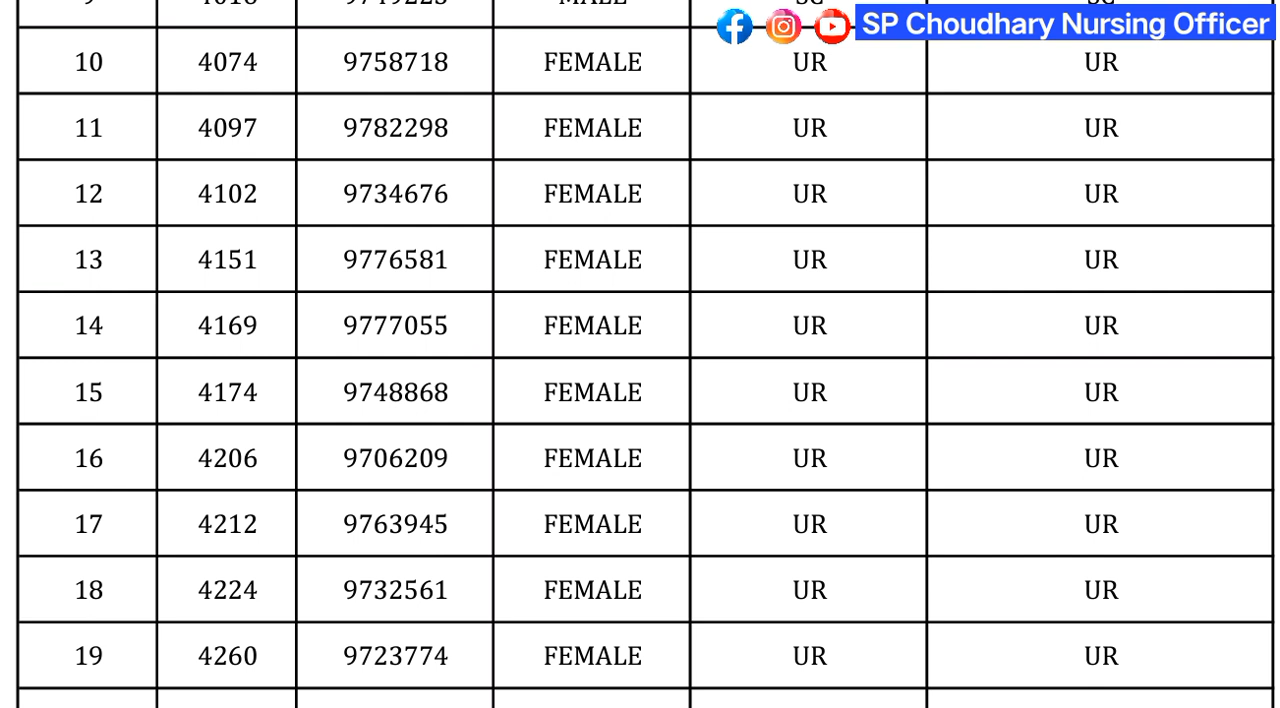 SP Choudhary Nursing Officer
10 4074 9758718 FEMALE UR UR
11 4097 9782298 FEMALE UR UR
12 4102 9734676 FEMALE UR UR
13 4151 9776581 FEMALE UR UR
14 4169 9777055 FEMALE UR UR
15 4174 9748868 FEMALE UR UR
16 4206 9706209 FEMALE UR UR
17 4212 9763945 FEMALE UR UR
18 4224 9732561 FEMALE UR UR
19 4260 9723774 FEMALE UR UR